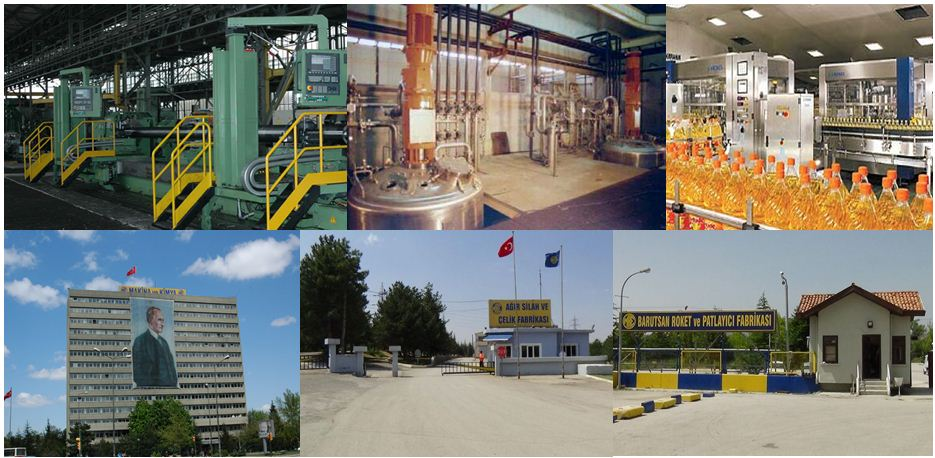 MAKİNA ve KİMYA
AĞIR SİLAH VE
ÇELİK FABRİKASI
BARUTSAN ROKET ve PATLAYICI FABRİKASI